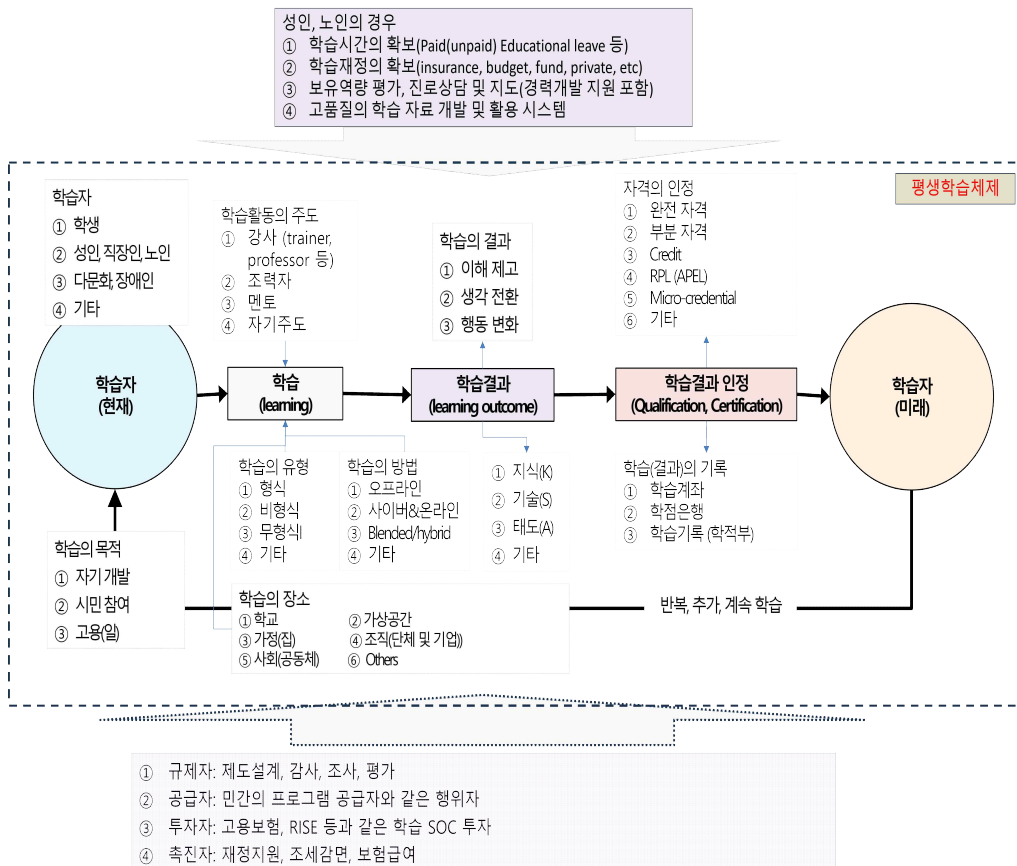 성인, 노인의 경우
① 학습시간의 확보(Paid(unpaid) Educational leave 등)
② 학습재정의 확보(insurance, budget, fund, private, etc)
③ 보유역량 평가, 진로상담 및 지도(경력개발 지원 포함)
④ 고품질의 학습 자료 개발 및 활용 시스템
평생학습체제
학습자
① 학생
② 성인, 직장인, 노인
③ 다문화, 장애인
④ 기타
학습활동의 주도
① 강사 (trainer,
professor 등)
② 조력자
③ 멘토
④ 자기주도
학습의 결과
① 이해 제고
② 생각 전환
③ 행동 변화
자격의 인정
① 완전 자격
② 부분 자격
③ Credit
④ RPL (APEL)
⑤ Micro-credential
⑥ 기타
학습자
(현재)
학습
(learning)
학습결과
(learning outcome)
학습결과 인정
(Qualification, Certification)
학습자
(미래)
학습의 유형
① 형식
② 비형식
③ 무형식I
④ 기타
학습의 방법
① 오프라인
② 사이버&온라인
③ Blended/hybrid
④ 기타
① 지식(K)
② 기술(S)
③ 태도(A)
④ 기타
학습(결과)의 기록
① 학습계좌
② 학점은행
③ 학습기록 (학적부)
학습의 목적
① 자기 개발
② 시민 참여
③ 고용(일)
학습의 장소
① 학교 ② 가상공간
③ 가정(집) ④ 조직(단체 및 기업))
⑤ 사회(공동체) ⑥ Others
반복, 추가, 계속 학습
① 규제자: 제도설계, 감사, 조사, 평가
② 공급자: 민간의 프로그램 공급자와 같은 행위자
③ 투자자: 고용보험, RISE 등과 같은 학습 SOC 투자
④ 촉진자: 재정지원, 조세감면, 보험급여